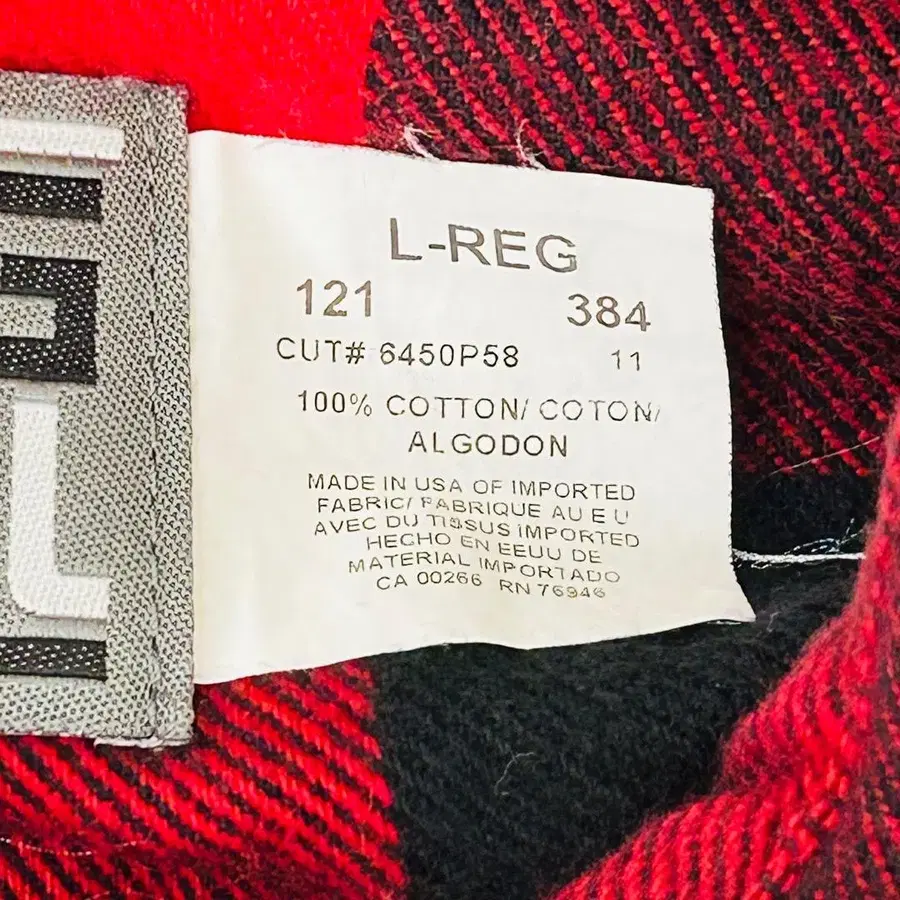 L-REG
121 384
CUT# 6450P58 11
100% COTTON/ COTON/
ALGODON
MADE IN USA OF IMPORTED
FABRIC/ FABRIQUE AU E U
AVEC DU TISSUS IMPORTED
HECHO EN EEUU DE
MATERIAL IMPORTADO
CA 00266 RN 76946